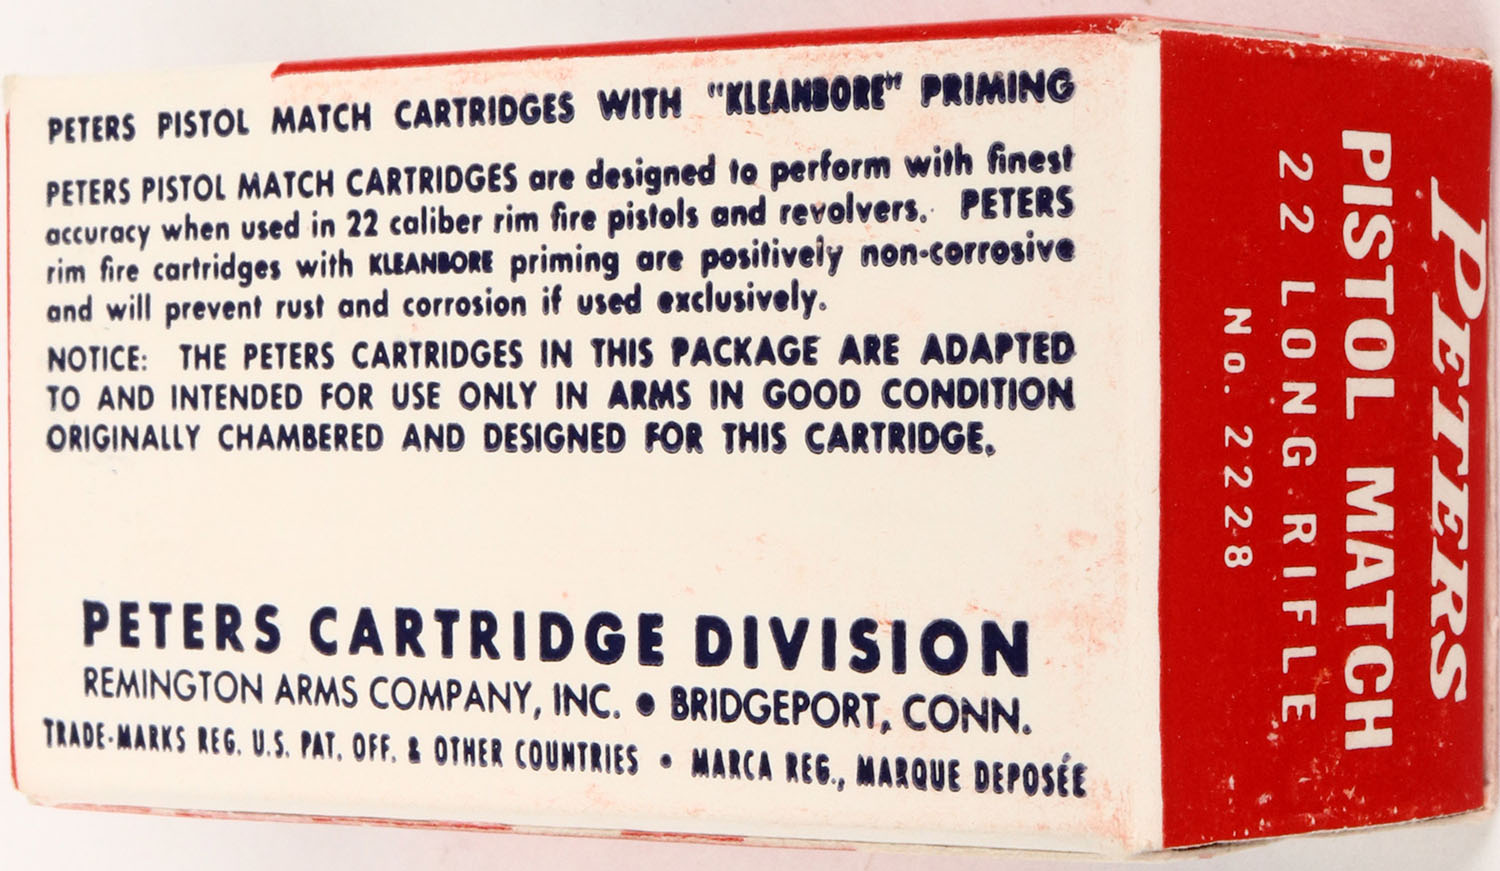 PETERS PISTOL MATCH CARTRIDGES WITH "KLEANBORE" PRIMING
PETERS PISTOL MATCH CARTRIDGES are designed to perform with finest
accuracy when used in 22 caliber rim fire pistols and revolvers. PETERS
rim fire cartridges with KLEANBORE priming are positively non-corrosive
and will prevent rust and corrosion if used exclusively.
NOTICE: THE PETERS CARTRIDGES IN THIS PACKAGE ARE ADAPTED
TO AND INTENDED FOR USE ONLY IN ARMS IN GOOD CONDITION
ORIGINALLY CHAMBERED AND DESIGNED FOR THIS CARTRIDGE.
PETERS CARTRIDGE DIVISION
REMINGTON ARMS COMPANY, INC. • BRIDGEPORT, CONN.
TRADE-MARKS REG. U.S. PAT. OFF. & OTHER COUNTRIES • MARCA REG., MARQUE DEPOSÉE
PETERS
PISTOL MATCH
22 LONG RIFLE
No. 2228